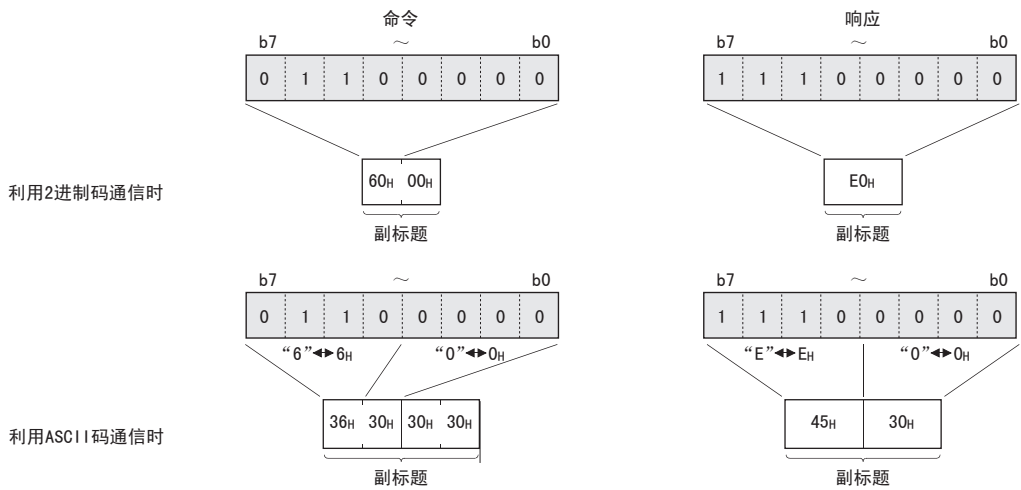 命令 响应
b7 ～ b0 b7 ～ b0
0 1 1 0 0 0 0 0 1 1 1 0 0 0 0 0
60H 00H E0H
利用2进制码通信时
副标题 副标题
b7 ～ b0 b7 ～ b0
0 1 1 0 0 0 0 0 1 1 1 0 0 0 0 0
“6”↔6H “0”↔0H “E”↔EH “0”↔0H
36H 30H 30H 30H 45H 30H
利用ASCII码通信时
副标题 副标题